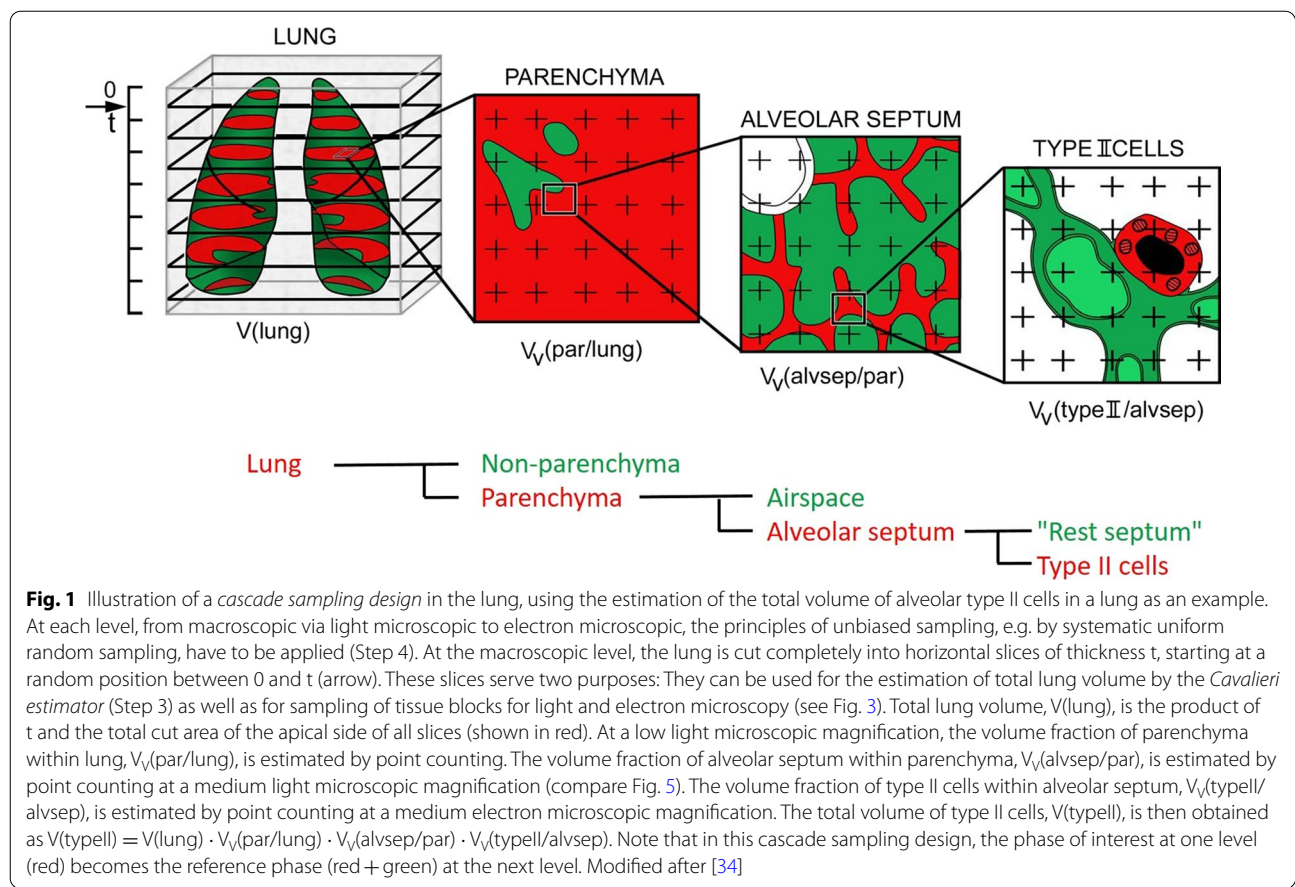 LUNG
0
t
PARENCHYMA
ALVEOLAR SEPTUM
TYPE ⅡCELLS
V(lung)
V_V(par/lung)
V_V(alvsep/par)
V_V(typeⅡ/alvsep)
Lung
Non-parenchyma
Parenchyma
Airspace
Alveolar septum
"Rest septum"
Type II cells
Fig. 1 Illustration of a cascade sampling design in the lung, using the estimation of the total volume of alveolar type II cells in a lung as an example.
At each level, from macroscopic via light microscopic to electron microscopic, the principles of unbiased sampling, e.g. by systematic uniform
random sampling, have to be applied (Step 4). At the macroscopic level, the lung is cut completely into horizontal slices of thickness t, starting at a
random position between 0 and t (arrow). These slices serve two purposes: They can be used for the estimation of total lung volume by the Cavalieri
estimator (Step 3) as well as for sampling of tissue blocks for light and electron microscopy (see Fig. 3). Total lung volume, V(lung), is the product of
t and the total cut area of the apical side of all slices (shown in red). At a low light microscopic magnification, the volume fraction of parenchyma
within lung, V_V(par/lung), is estimated by point counting. The volume fraction of alveolar septum within parenchyma, V_V(alvsep/par), is estimated by
point counting at a medium light microscopic magnification (compare Fig. 5). The volume fraction of type II cells within alveolar septum, V_V(typeII/
alvsep), is estimated by point counting at a medium electron microscopic magnification. The total volume of type II cells, V(typeII), is then obtained
as V(typeII) = V(lung) · V_V(par/lung) · V_V(alvsep/par) · V_V(typeII/alvsep). Note that in this cascade sampling design, the phase of interest at one level
(red) becomes the reference phase (red + green) at the next level. Modified after [34]